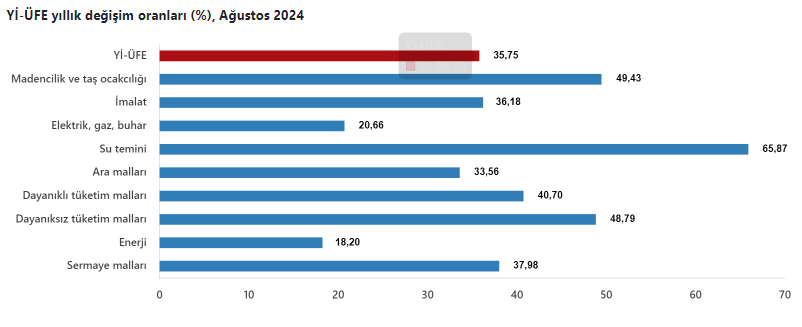 Yİ-ÜFE yıllık değişim oranları (%), Ağustos 2024
Yİ-ÜFE 35,75
Madencilik ve taş ocakcılığı 49,43
İmalat 36,18
Elektrik, gaz, buhar 20,66
Su temini 65,87
Ara malları 33,56
Dayanıklı tüketim malları 40,70
Dayanıksız tüketim malları 48,79
Enerji 18,20
Sermaye malları 37,98
0 10 20 30 40 50 60 70